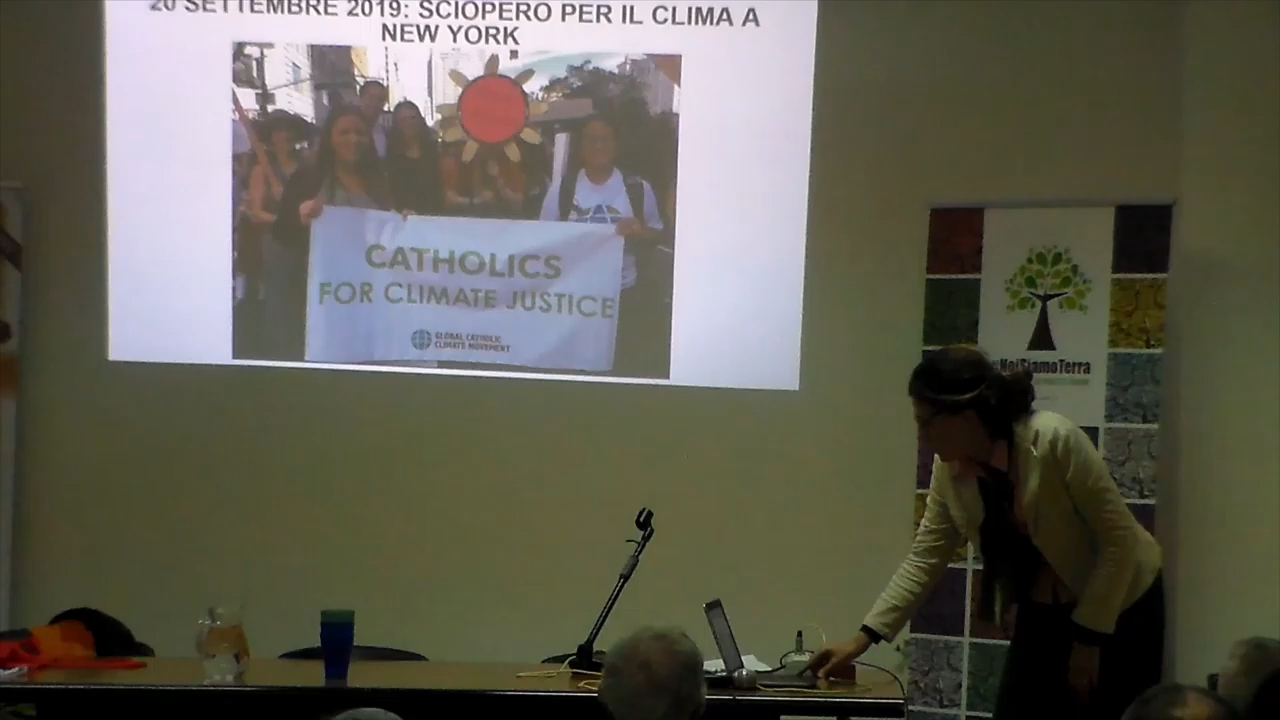 20 SETTEMBRE 2019: SCIOPERO PER IL CLIMA A
NEW YORK
CATHOLICS
FOR CLIMATE JUSTICE
GLOBAL CATHOLIC
CLIMATE MOVEMENT
#NoiSiamoTerra